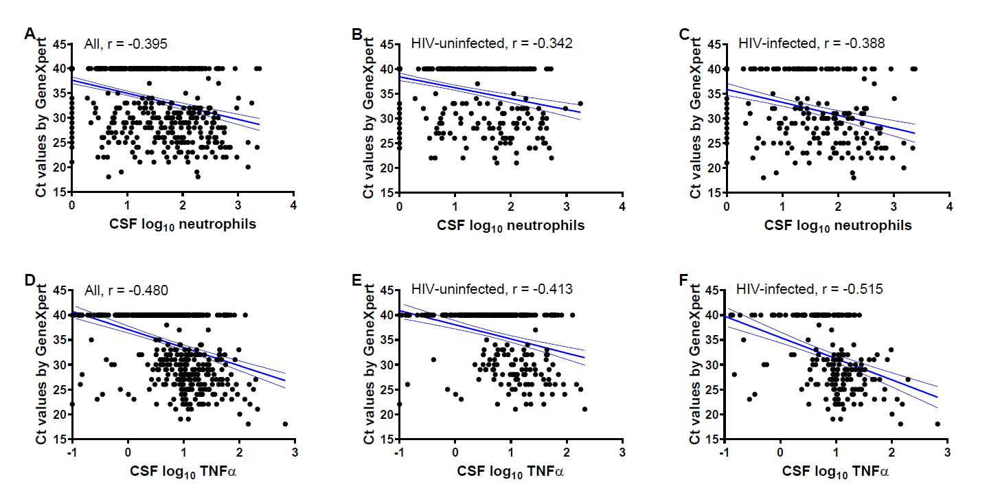 A
All, r = -0.395
Ct values by GeneXpert
45
40
35
30
25
20
15
0 1 2 3 4
CSF log10 neutrophils
B
HIV-uninfected, r = -0.342
Ct values by GeneXpert
45
40
35
30
25
20
15
0 1 2 3 4
CSF log10 neutrophils
C
HIV-infected, r = -0.388
Ct values by GeneXpert
45
40
35
30
25
20
15
0 1 2 3 4
CSF log10 neutrophils
D
All, r = -0.480
Ct values by GeneXpert
45
40
35
30
25
20
15
-1 0 1 2 3
CSF log10 TNFα
E
HIV-uninfected, r = -0.413
Ct values by GeneXpert
45
40
35
30
25
20
15
-1 0 1 2 3
CSF log10 TNFα
F
HIV-infected, r = -0.515
Ct values by GeneXpert
45
40
35
30
25
20
15
-1 0 1 2 3
CSF log10 TNFα